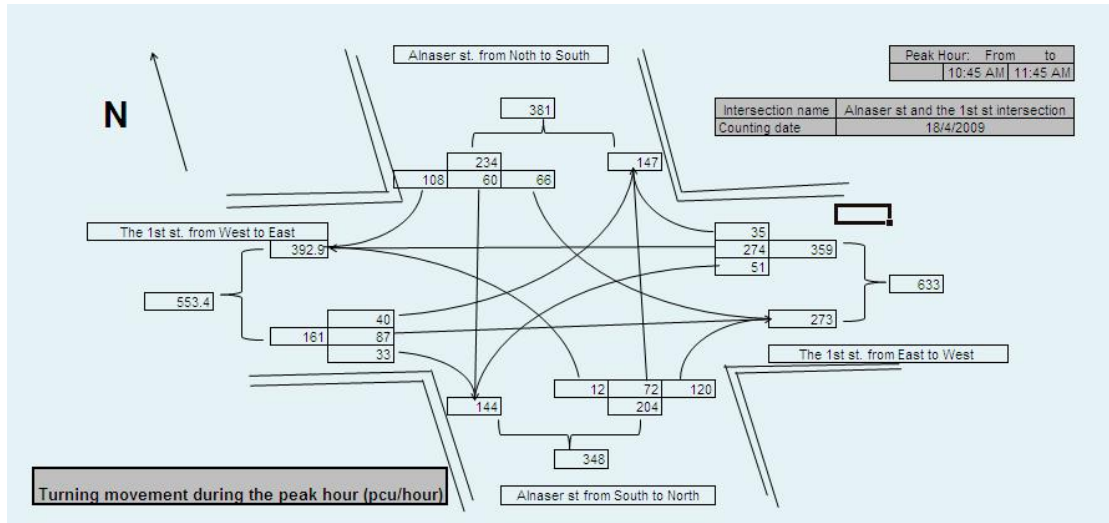 Alnaser st. from Noth to South
Peak Hour: From to
10:45 AM 11:45 AM
N
381
Intersection name Alnaser st and the 1st st intersection
Counting date 18/4/2009
234
147
108 60 66
The 1st st. from West to East
35
392.9
274 359
51
633
553.4
40
273
161 87
33
The 1st st. from East to West
12 72 120
144
204
348
Turning movement during the peak hour (pcu/hour)
Alnaser st from South to North